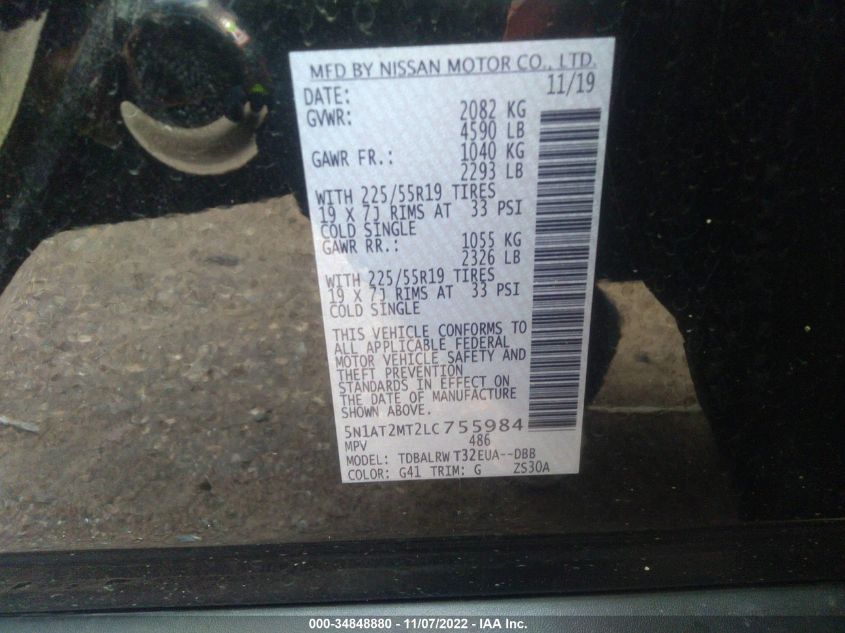 MFD BY NISSAN MOTOR CO., LTD.
DATE: 11/19
GVWR: 2082 KG
4590 LB
GAWR FR.: 1040 KG
2293 LB
WITH 225/55R19 TIRES
19 X 7J RIMS AT 33 PSI
COLD SINGLE
GAWR RR.: 1055 KG
2326 LB
WITH 225/55R19 TIRES
19 X 7J RIMS AT 33 PSI
COLD SINGLE
THIS VEHICLE CONFORMS TO
ALL APPLICABLE FEDERAL
MOTOR VEHICLE SAFETY AND
THEFT PREVENTION
STANDARDS IN EFFECT ON
THE DATE OF MANUFACTURE
SHOWN ABOVE.
5N1AT2MT2LC755984
MPV 486
MODEL: TDBALRW T32EUA--DBB
COLOR: G41 TRIM: G ZS30A
000-34848880 - 11/07/2022 - IAA Inc.